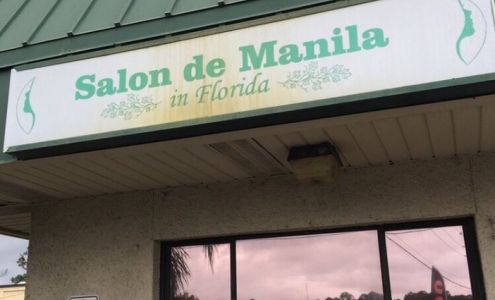 Salon de Manila
in Florida